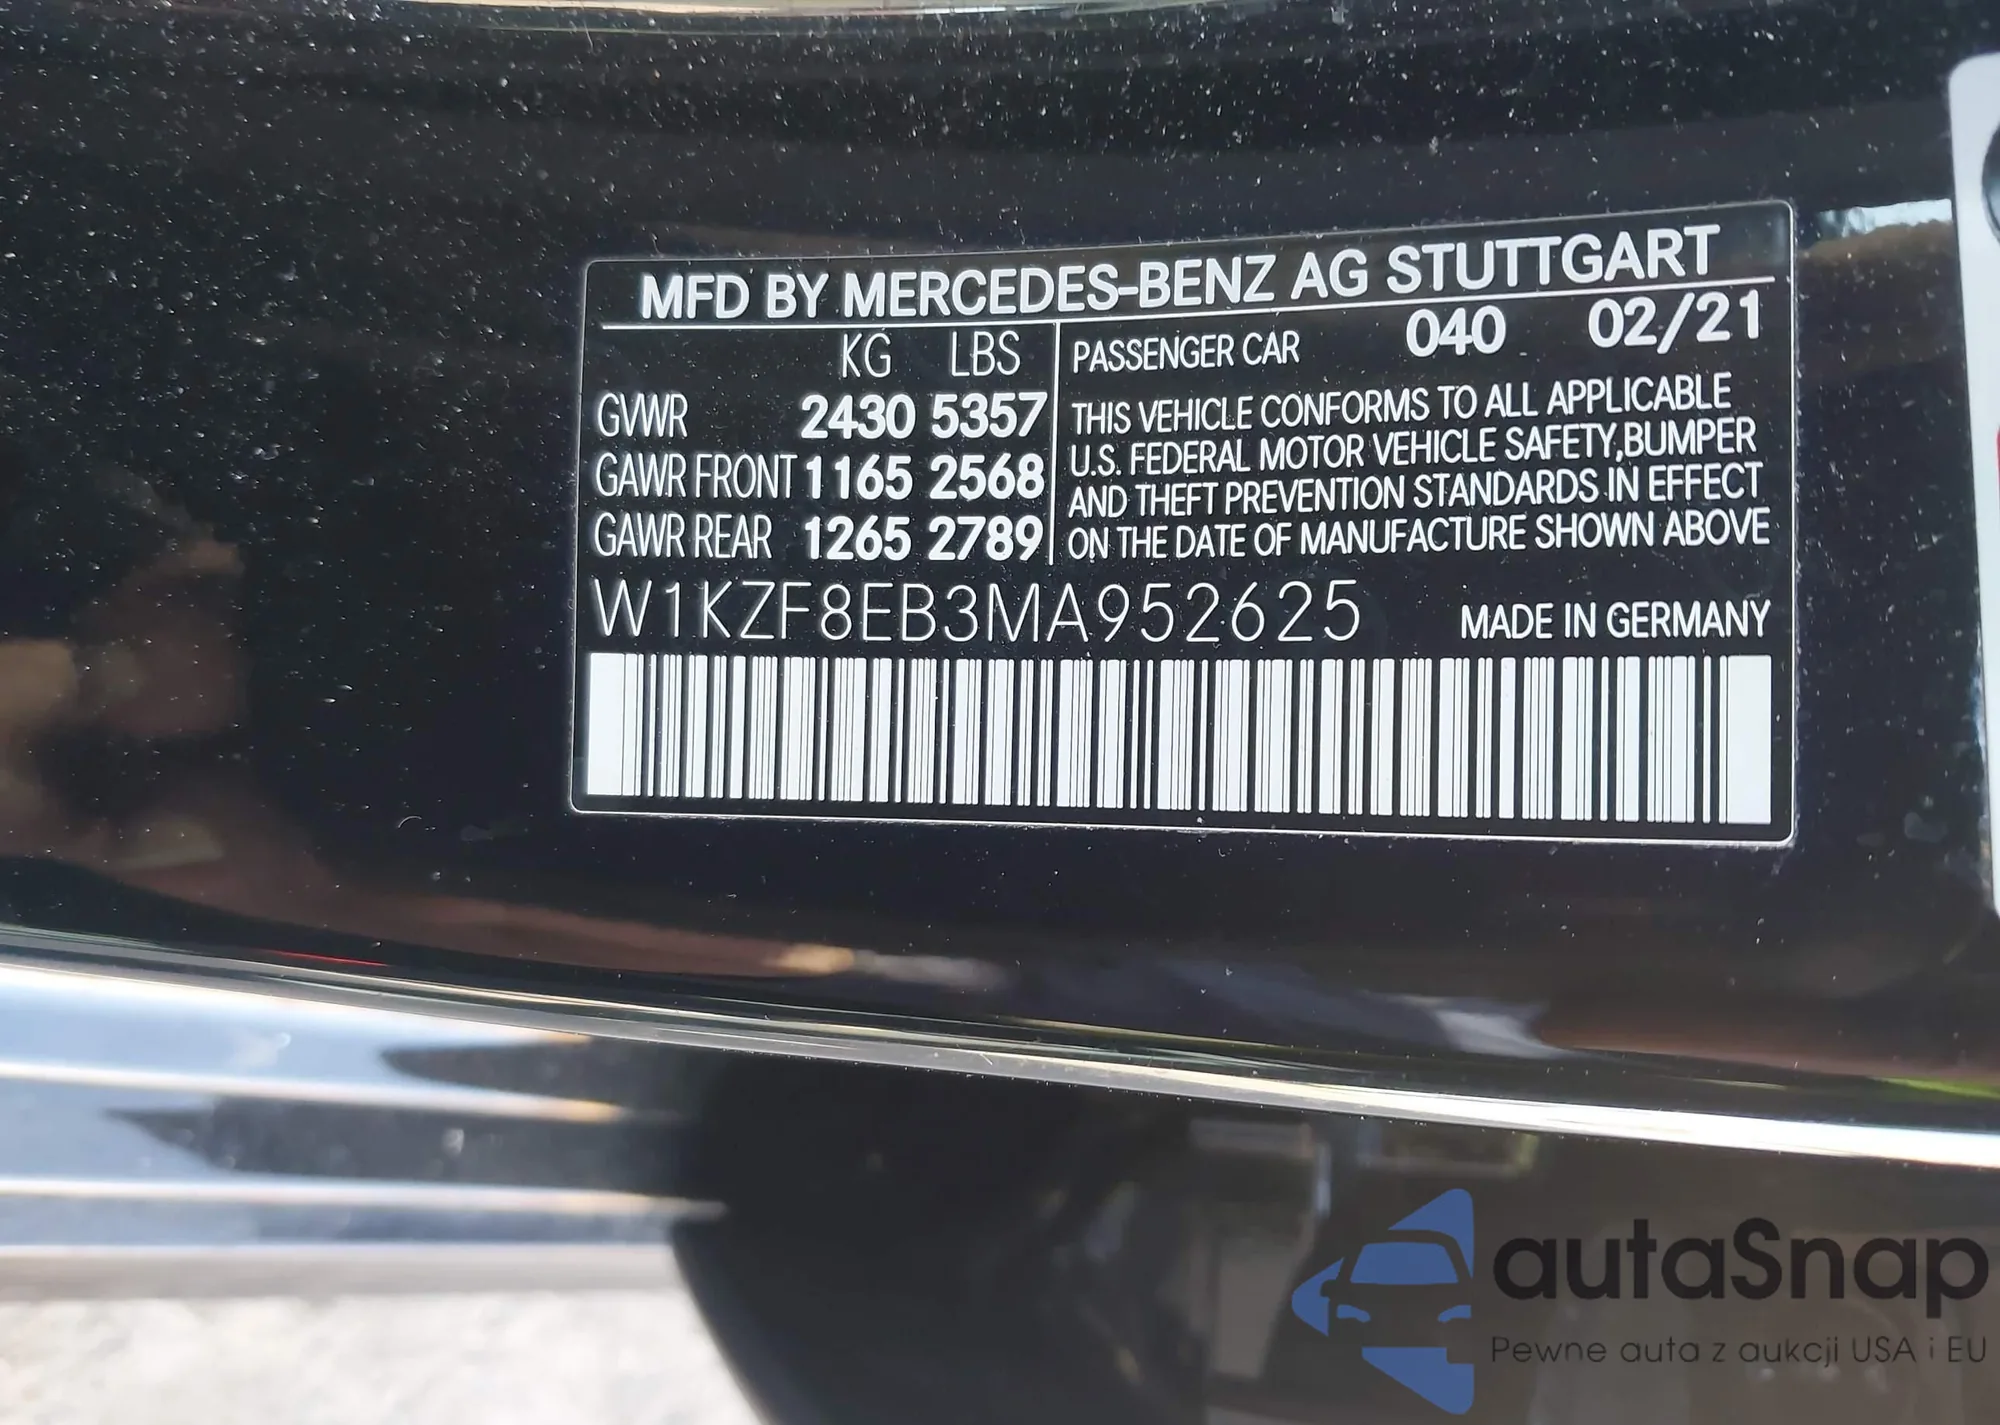 MFD BY MERCEDES-BENZ AG STUTTGART
KG LBS
GVWR 2430 5357
GAWR FRONT 1165 2568
GAWR REAR 1265 2789
PASSENGER CAR 040 02/21
THIS VEHICLE CONFORMS TO ALL APPLICABLE
U.S. FEDERAL MOTOR VEHICLE SAFETY,BUMPER
AND THEFT PREVENTION STANDARDS IN EFFECT
ON THE DATE OF MANUFACTURE SHOWN ABOVE
W1KZF8EB3MA952625 MADE IN GERMANY
autaSnap
Pewne auta z aukcji USA i EU